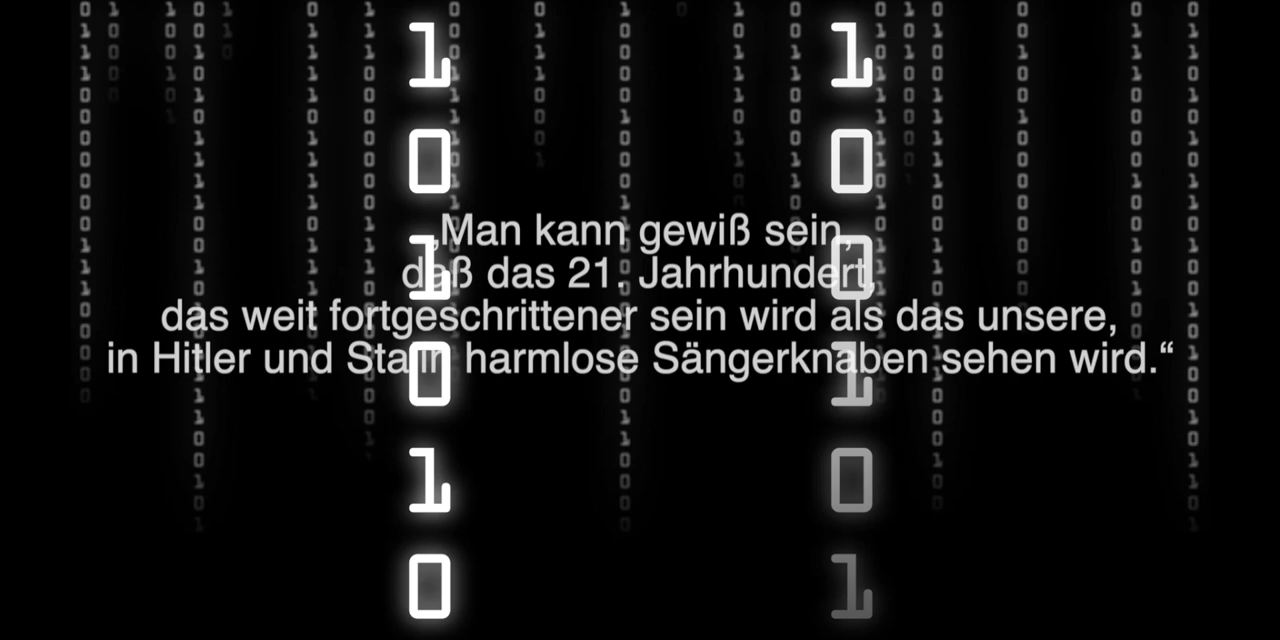 „Man kann gewiß sein,
daß das 21. Jahrhundert,
das weit fortgeschrittener sein wird als das unsere,
in Hitler und Stalin harmlose Sängerknaben sehen wird.“